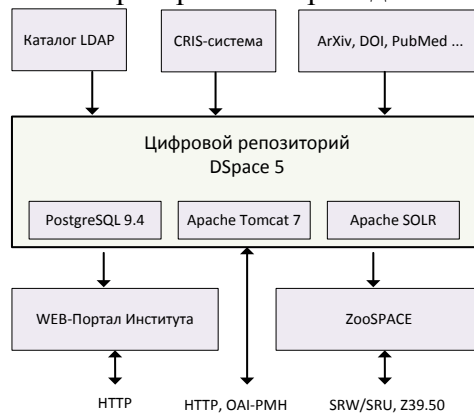 Каталог LDAP
CRIS-система
ArXiv, DOI, PubMed ...
Цифровой репозиторий
DSpace 5
PostgreSQL 9.4
Apache Tomcat 7
Apache SOLR
WEB-Портал Института
ZooSPACE
HTTP
HTTP, OAI-PMH
SRW/SRU, Z39.50